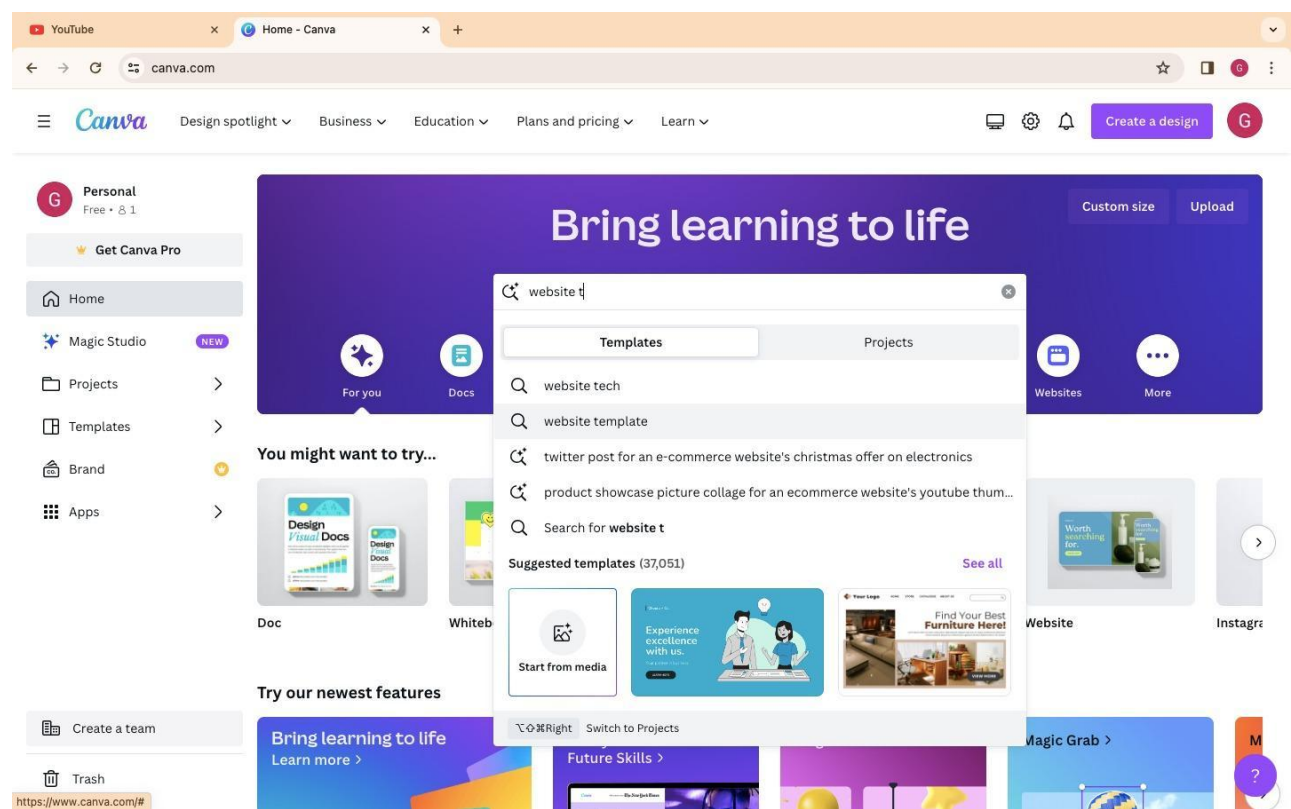 YouTube
Home - Canva
canva.com
G
Canva
Design spotlight
Business
Education
Plans and pricing
Learn
Create a design
G
G
Personal
Free • 1
Get Canva Pro
Home
Magic Studio
NEW
Projects
Templates
Brand
Apps
Create a team
Trash
https://www.canva.com/#
Bring learning to life
Custom size
Upload
website t
Templates
Projects
website tech
website template
twitter post for an e-commerce website's christmas offer on electronics
product showcase picture collage for an ecommerce website's youtube thum...
Search for website t
Suggested templates (37,051)
See all
Start from media
Experience
excellence
with us.
Your Logo
Find Your Best
Furniture Here!
VIEW MORE
⌥⇧⌘Right
Switch to Projects
For you
Docs
Websites
More
You might want to try...
Design
Visual Docs
Design
Visual
Docs
Worth
searching
for.
Doc
Whiteb
Website
Instagra
Try our newest features
Bring learning to life
Learn more >
Future Skills >
Magic Grab >
M
?